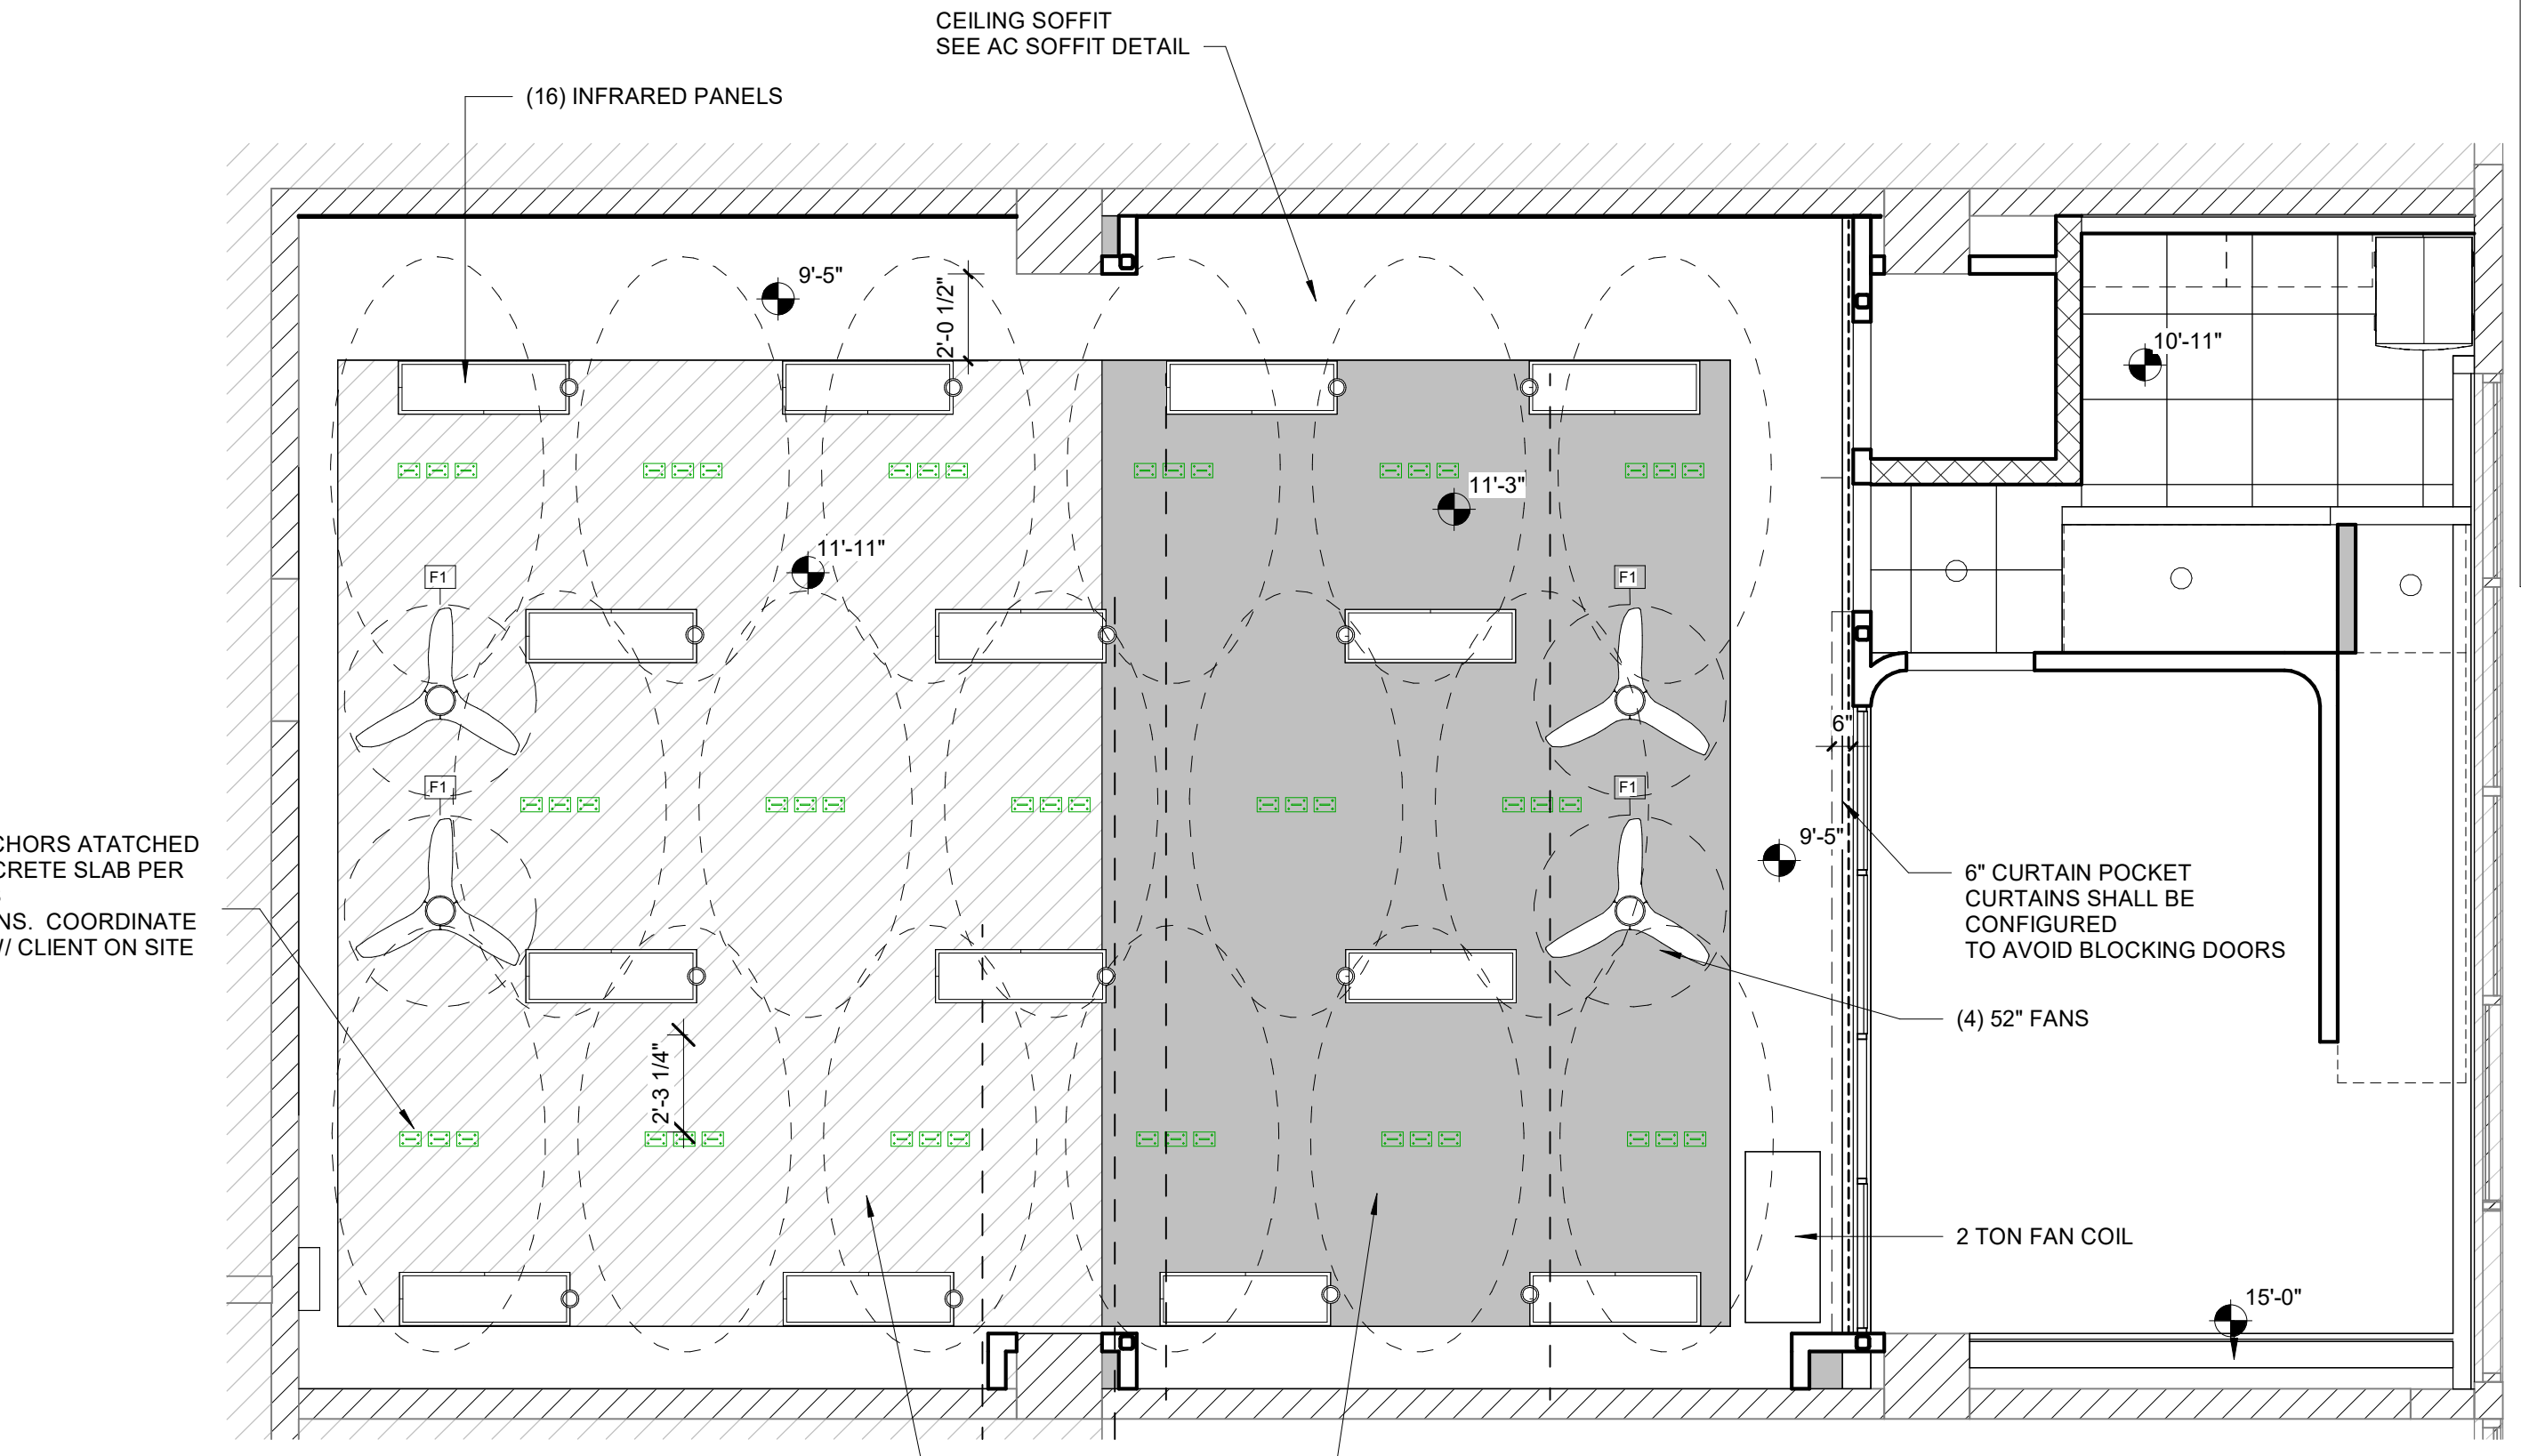 CEILING SOFFIT
SEE AC SOFFIT DETAIL
(16) INFRARED PANELS
9'-5"
2'-0 1/2"
10'-11"
11'-3"
11'-11"
F1
F1
6"
F1
F1
9'-5"
CHORS ATATCHED
CRETE SLAB PER
NS. COORDINATE
W/ CLIENT ON SITE
6" CURTAIN POCKET
CURTAINS SHALL BE
CONFIGURED
TO AVOID BLOCKING DOORS
(4) 52" FANS
2'-3 1/4"
2 TON FAN COIL
15'-0"